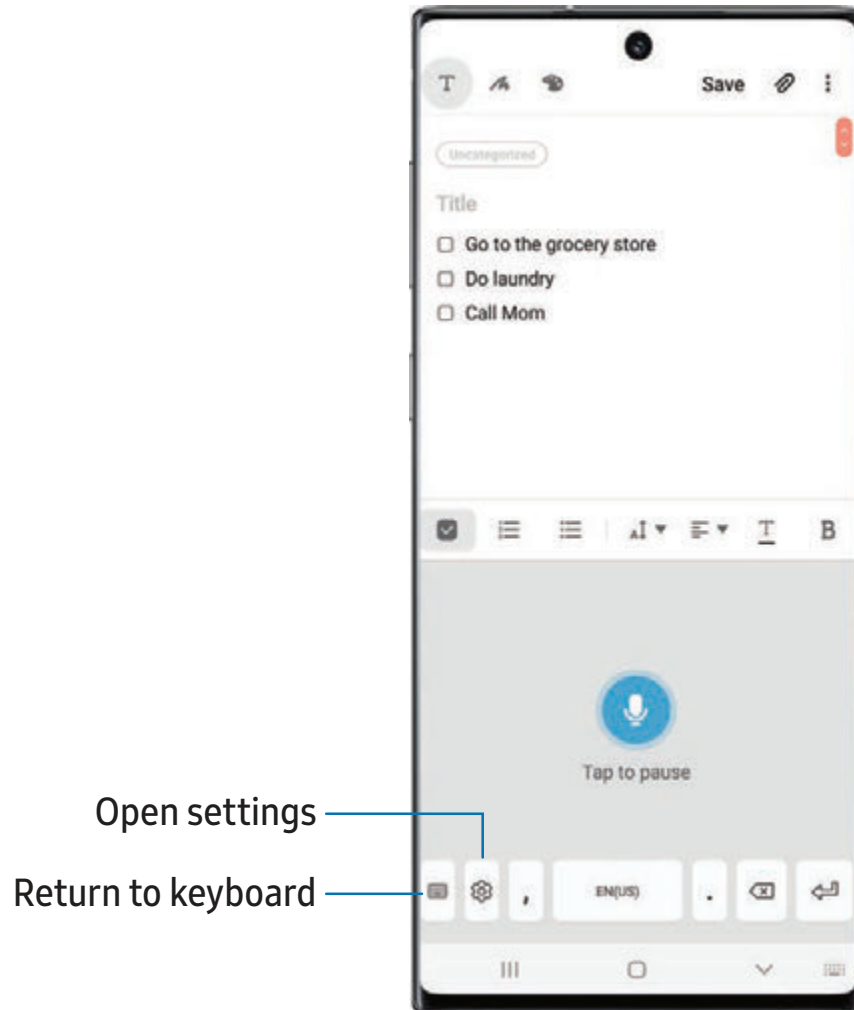 T Save
Uncategorized
Title
Go to the grocery store
Do laundry
Call Mom
T B
Tap to pause
Open settings
Return to keyboard
, EN(US) .